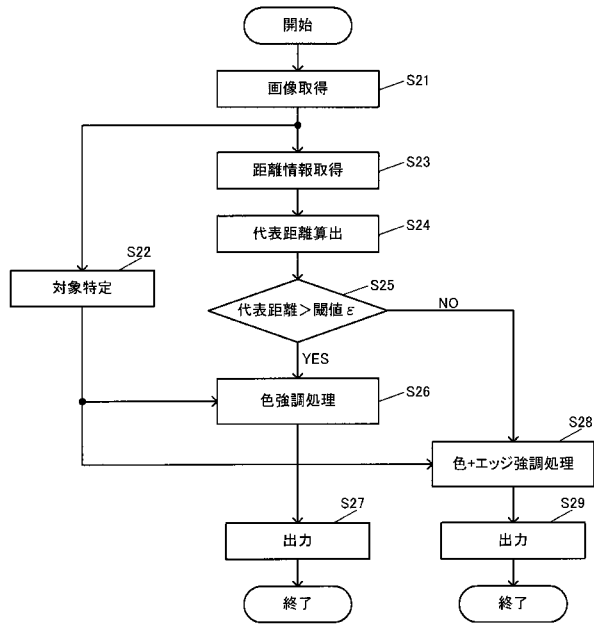 開始
画像取得
S21
距離情報取得
S23
代表距離算出
S24
S22
対象特定
S25
代表距離>閾値ε
NO
YES
色強調処理
S26
S28
色+エッジ強調処理
S27
出力
S29
出力
終了
終了